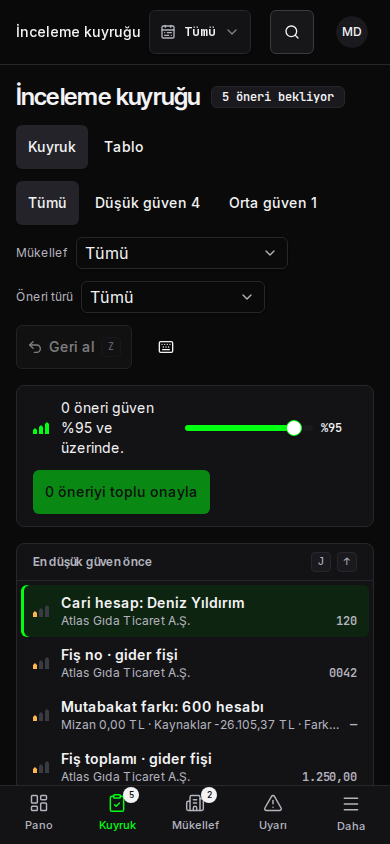 İnceleme kuyruğu
Tümü
MD
İnceleme kuyruğu
5 öneri bekliyor
Kuyruk
Tablo
Tümü
Düşük güven 4
Orta güven 1
Mükellef
Tümü
Öneri türü
Tümü
Geri al
Z
0 öneri güven
%95 ve
üzerinde.
%95
0 öneriyi toplu onayla
En düşük güven önce
J
↑
Cari hesap: Deniz Yıldırım
Atlas Gıda Ticaret A.Ş.
120
Fiş no · gider fişi
Atlas Gıda Ticaret A.Ş.
0042
Mutabakat farkı: 600 hesabı
Mizan 0,00 TL · Kaynaklar -26.105,37 TL · Fark...
—
Fiş toplamı · gider fişi
Atlas Gıda Ticaret A.Ş.
1.250,00
5
2
Pano
Kuyruk
Mükellef
Uyarı
Daha